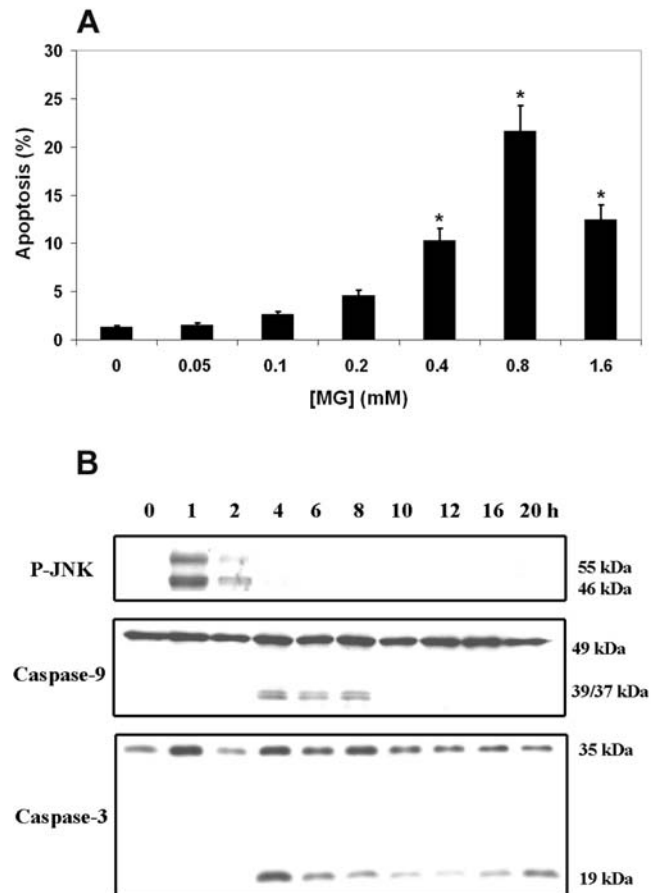 A
30
25
20
15
10
5
0
Apoptosis (%)
* * *
0 0.05 0.1 0.2 0.4 0.8 1.6
[MG] (mM)
B
0 1 2 4 6 8 10 12 16 20 h
P-JNK
55 kDa
46 kDa
Caspase-9
49 kDa
39/37 kDa
Caspase-3
35 kDa
19 kDa